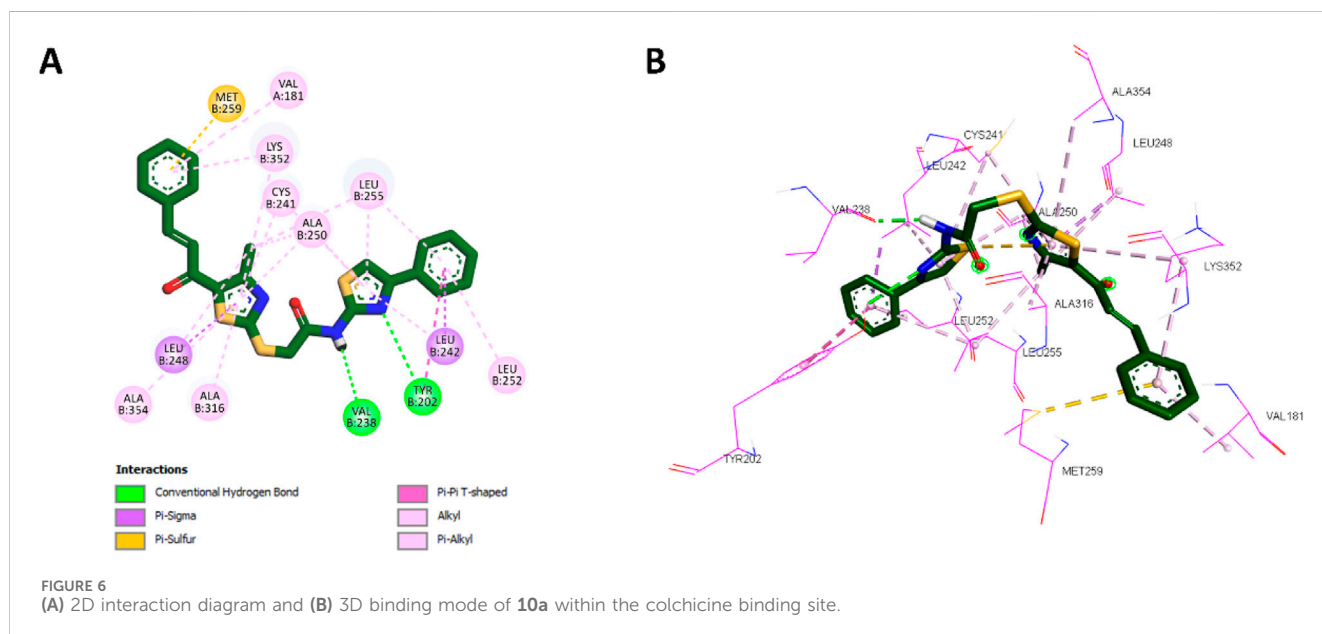 A
MET
B:259
VAL
A:181
LYS
B:352
CYS
B:241
LEU
B:255
ALA
B:250
LEU
B:248
LEU
B:242
LEU
B:252
ALA
B:354
ALA
B:316
VAL
B:238
TYR
B:202
Interactions
Conventional Hydrogen Bond
Pi-Sigma
Pi-Sulfur
Pi-Pi T-shaped
Alkyl
Pi-Alkyl
B
ALA354
CYS241
LEU248
LEU242
VAL238
ALA250
LYS352
ALA316
LEU252
LEU255
VAL181
TYR202
MET259
FIGURE 6
(A) 2D interaction diagram and (B) 3D binding mode of 10a within the colchicine binding site.